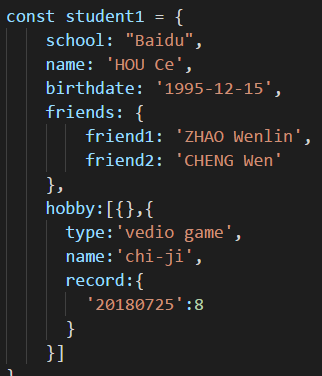 const student1 = {
    school: "Baidu",
    name: 'HOU Ce',
    birthdate: '1995-12-15',
    friends: {
        friend1: 'ZHAO Wenlin',
        friend2: 'CHENG Wen'
    },
    hobby:[{},{
      type:'vedio game',
      name:'chi-ji',
      record:{
        '20180725':8
      }
    }]
}